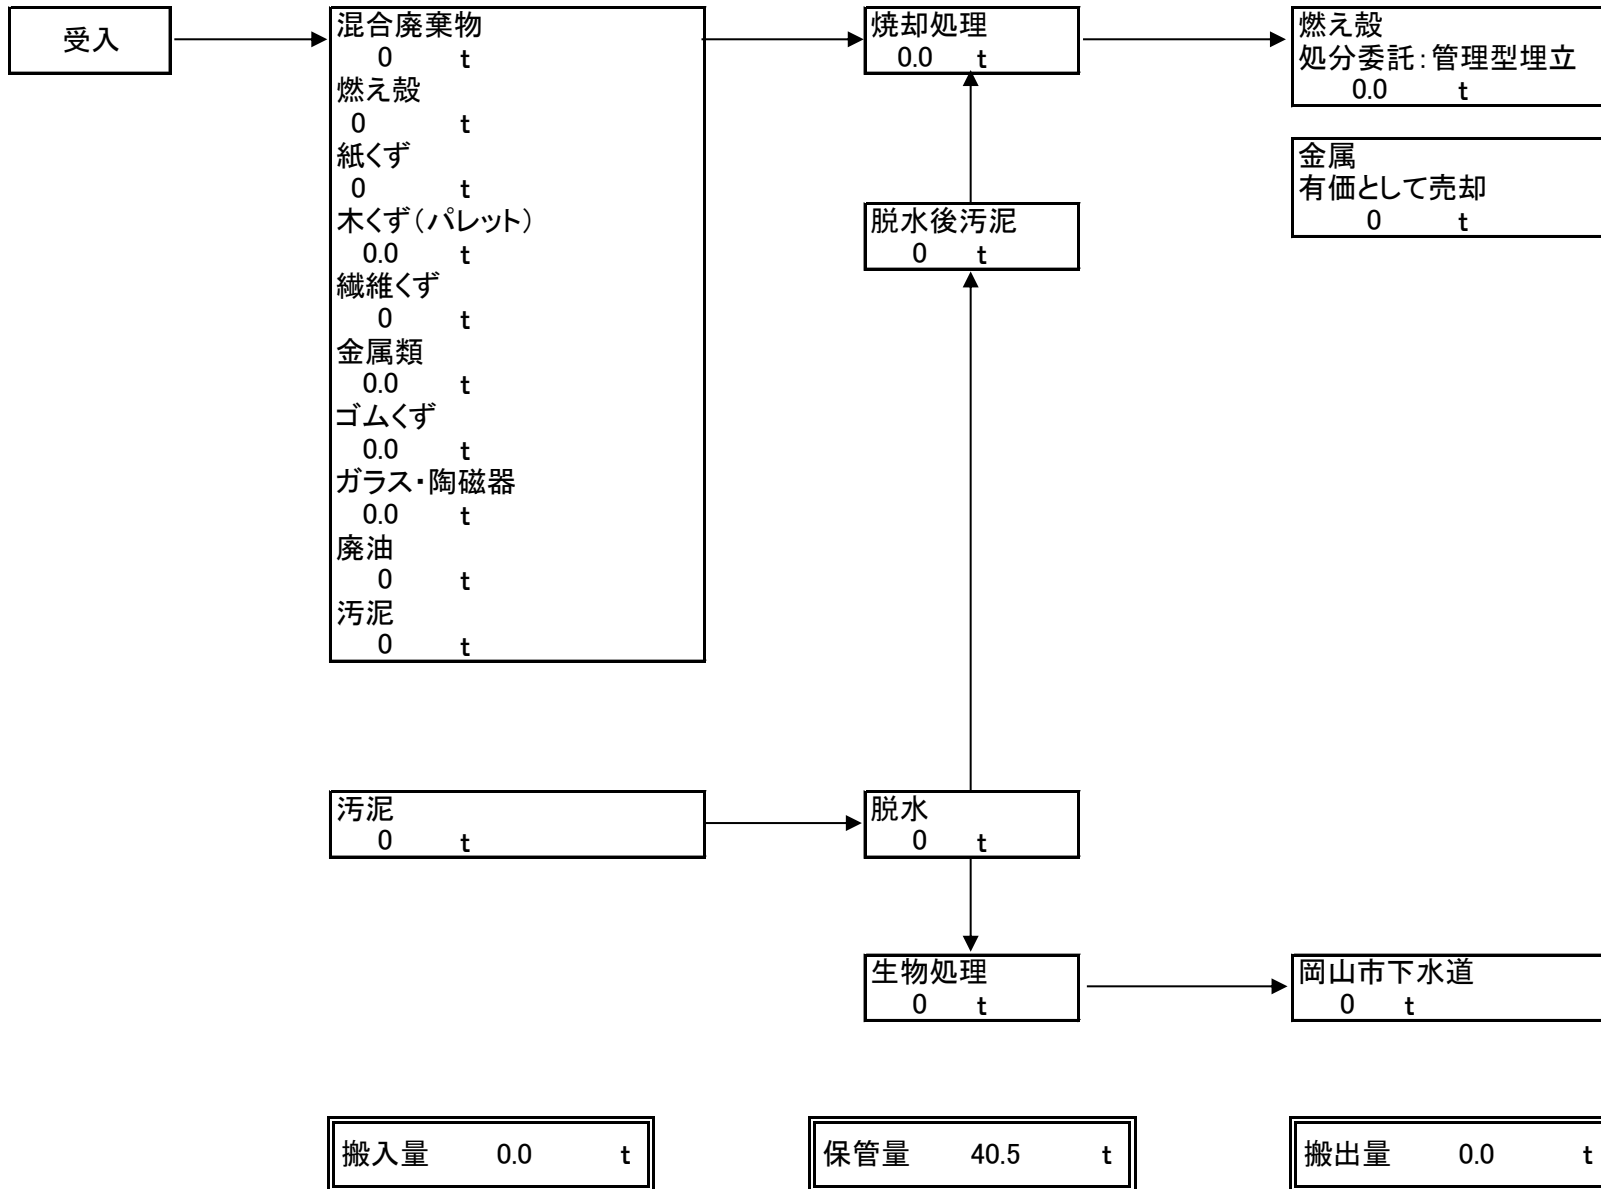 受入
混合廃棄物
0 t
燃え殻
0 t
紙くず
0 t
木くず（パレット）
0.0 t
繊維くず
0 t
金属類
0.0 t
ゴムくず
0.0 t
ガラス・陶磁器
0.0 t
廃油
0 t
汚泥
0 t
焼却処理
0.0 t
燃え殻
処分委託：管理型埋立
0.0 t
金属
有価として売却
0 t
脱水後汚泥
0 t
汚泥
0 t
脱水
0 t
生物処理
0 t
岡山市下水道
0 t
搬入量 0.0 t
保管量 40.5 t
搬出量 0.0 t